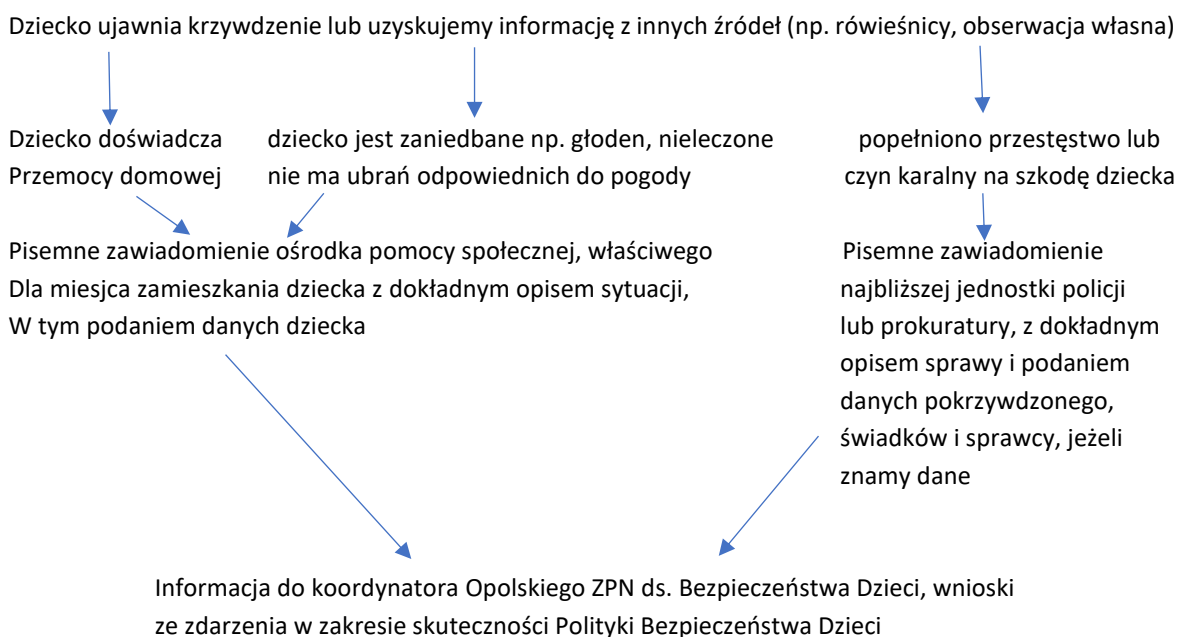 Dziecko ujawnia krzywdzenie lub uzyskujemy informację z innych źródeł (np. rówieśnicy, obserwacja własna)
Dziecko doświadcza
Przemocy domowej
dziecko jest zaniedbane np. głoden, nieleczone
nie ma ubrań odpowiednich do pogody
popełniono przestęstwo lub
czyn karalny na szkodę dziecka
Pisemne zawiadomienie ośrodka pomocy społecznej, właściwego
Dla miesjca zamieszkania dziecka z dokładnym opisem sytuacji,
W tym podaniem danych dziecka
Pisemne zawiadomienie
najbliższej jednostki policji
lub prokuratury, z dokładnym
opisem sprawy i podaniem
danych pokrzywdzonego,
świadków i sprawcy, jeżeli
znamy dane
Informacja do koordynatora Opolskiego ZPN ds. Bezpieczeństwa Dzieci, wnioski
ze zdarzenia w zakresie skuteczności Polityki Bezpieczeństwa Dzieci